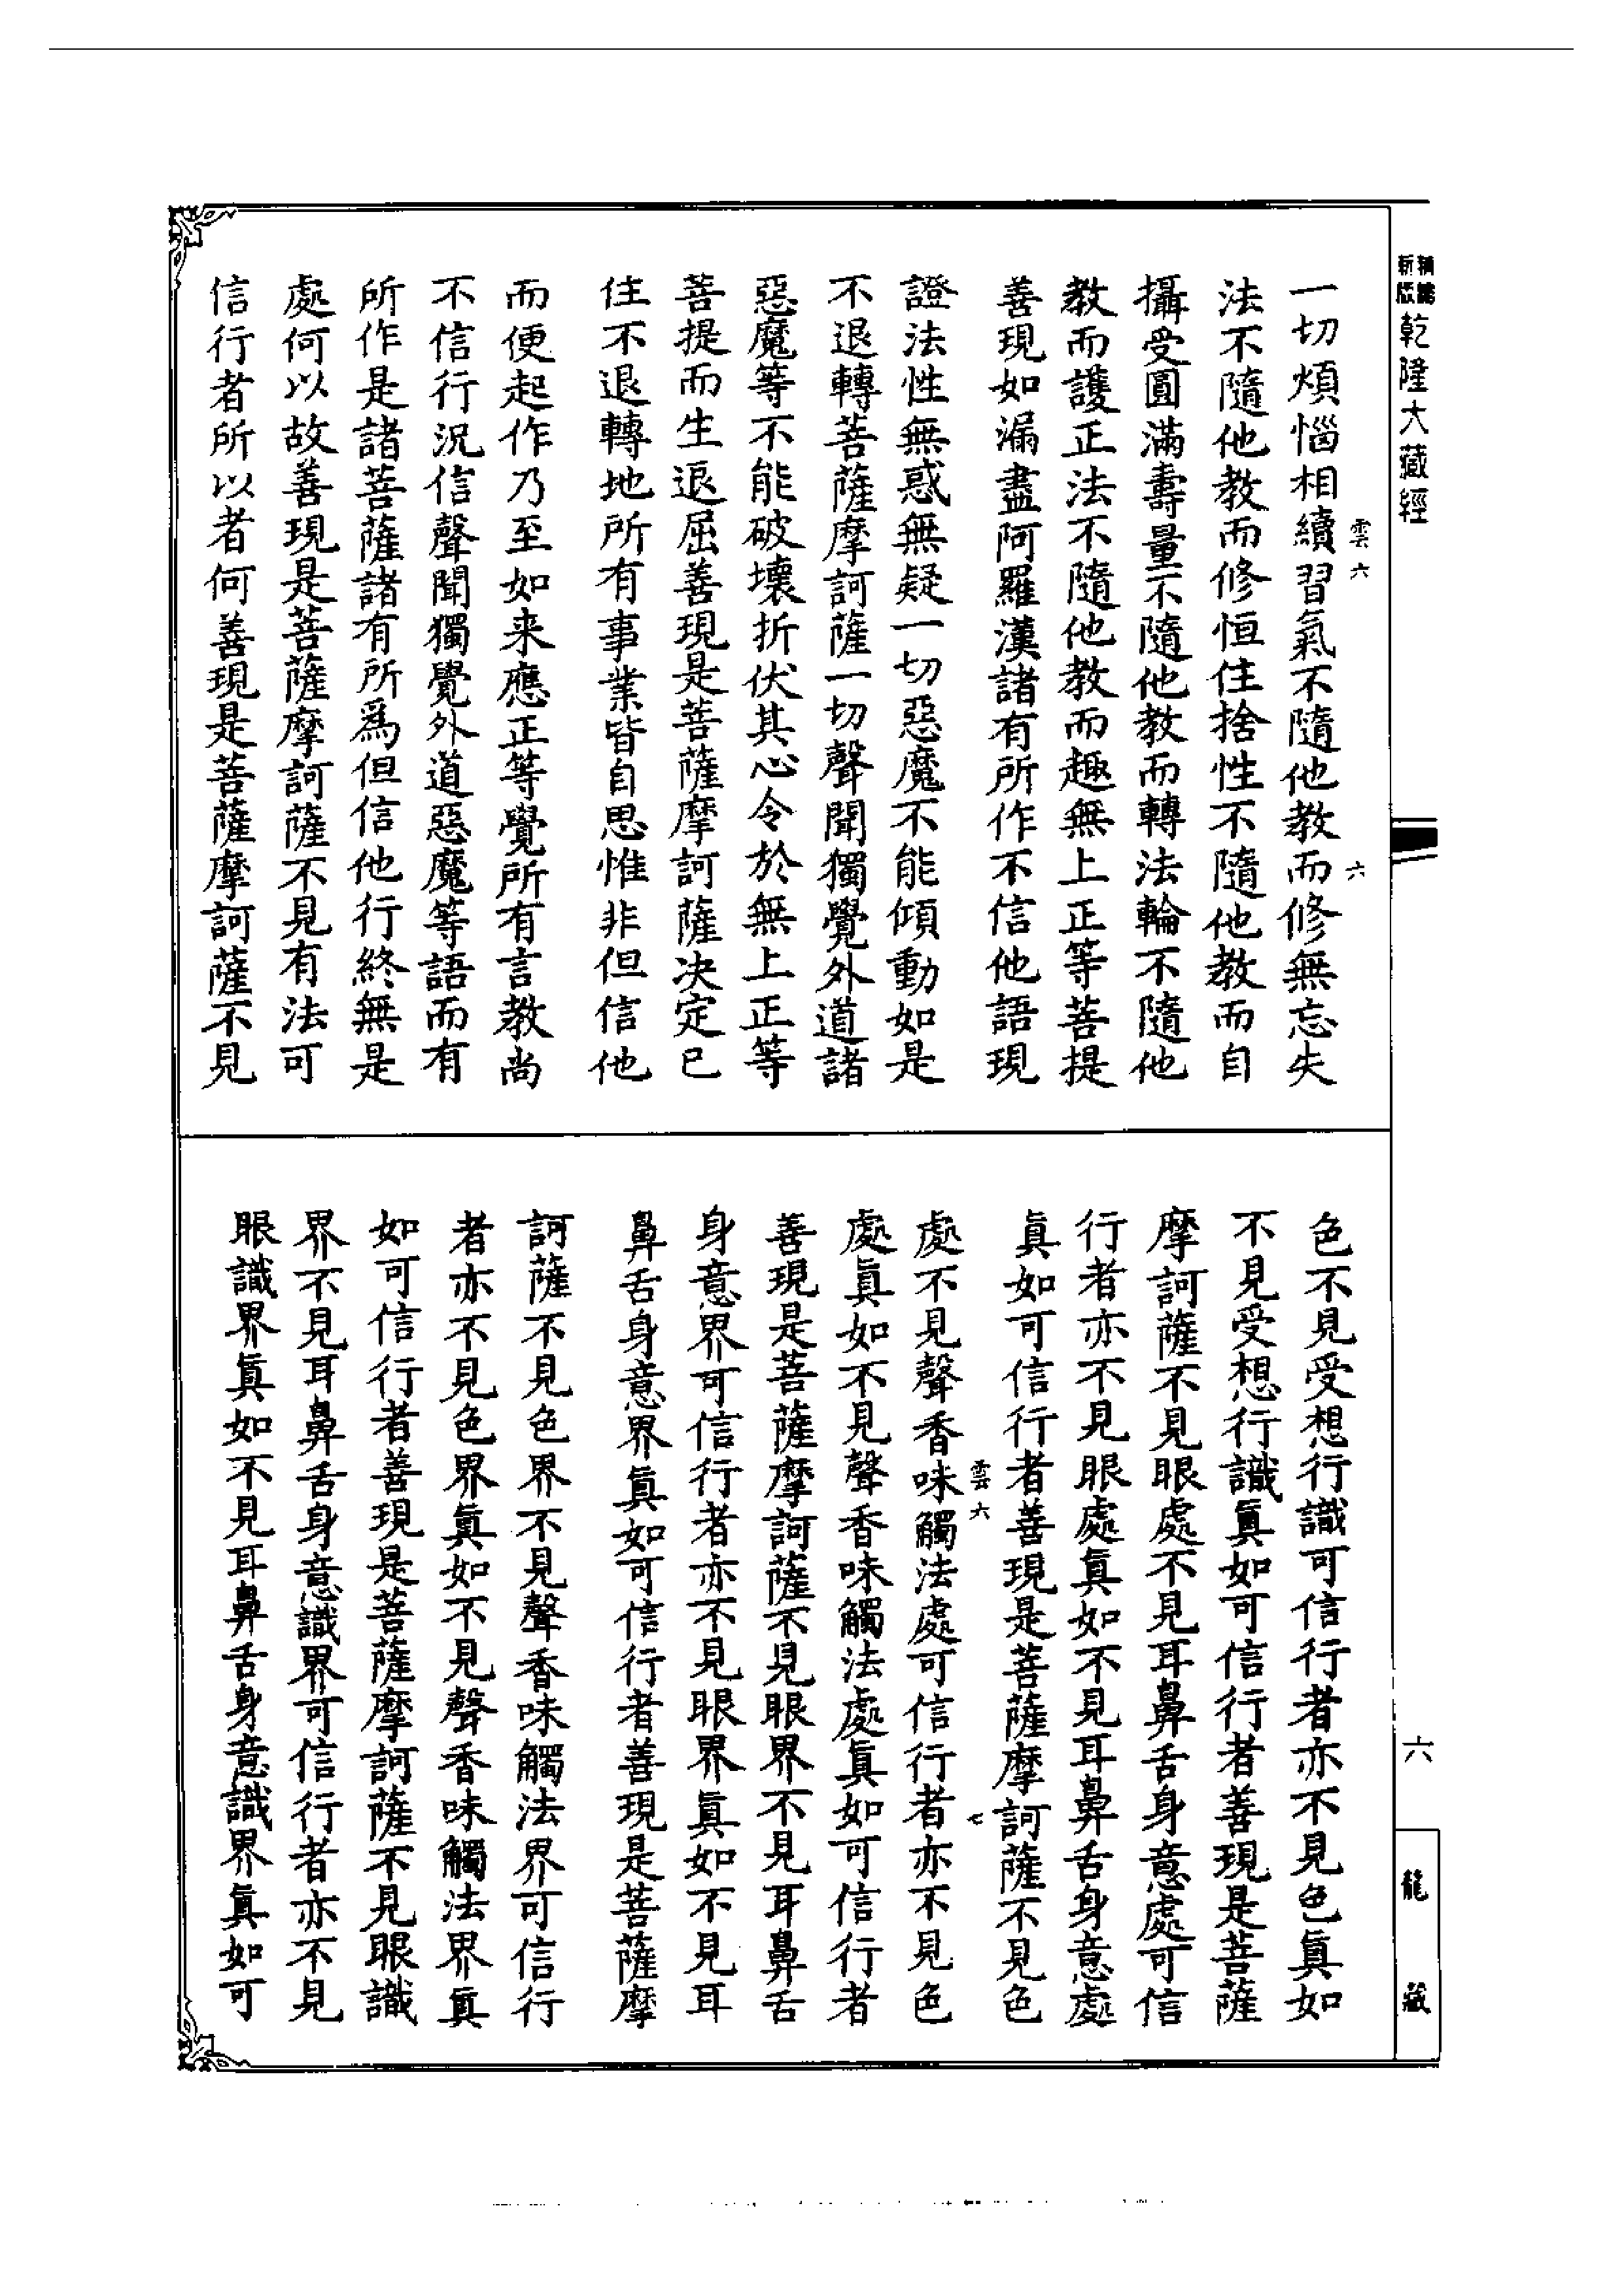 新版
乾隆大藏經
雲六
六
一切煩惱相續習氣不隨他教而修無忘失
法不隨他教而修恒住捨性不隨他教而自
攝受圓滿壽量不隨他教而轉法輪不隨他
教而護正法不隨他教而趣無上正等菩提
善現如漏盡阿羅漢諸有所作不信他語現
證法性無惑無疑一切惡魔不能傾動如是
不退轉菩薩摩訶薩一切聲聞獨覺外道諸
惡魔等不能破壞折伏其心令於無上正等
菩提而生退屈善現是菩薩摩訶薩决定已
住不退轉地所有事業皆自思惟非但信他
而便起作乃至如来應正等覺所有言教尚
不信行況信聲聞獨覺外道惡魔等語而有
所作是諸菩薩諸有所爲但信他行終無是
處何以故善現是菩薩摩訶薩不見有法可
信行者所以者何善現是菩薩摩訶薩不見
色不見受想行識可信行者亦不見色真如
不見受想行識真如可信行者善現是菩薩
摩訶薩不見眼處不見耳鼻舌身意處可信
行者亦不見眼處真如不見耳鼻舌身意處
真如可信行者善現是菩薩摩訶薩不見色
雲六
七
處不見聲香味觸法處可信行者亦不見色
處真如不見聲香味觸法處真如可信行者
善現是菩薩摩訶薩不見眼界不見耳鼻舌
身意界可信行者亦不見眼界真如不見耳
鼻舌身意界真如可信行者善現是菩薩摩
訶薩不見色界不見聲香味觸法界可信行
者亦不見色界真如不見聲香味觸法界真
如可信行者善現是菩薩摩訶薩不見眼識
界不見耳鼻舌身意識界可信行者亦不見
眼識界真如不見耳鼻舌身意識界真如可
六
龍藏